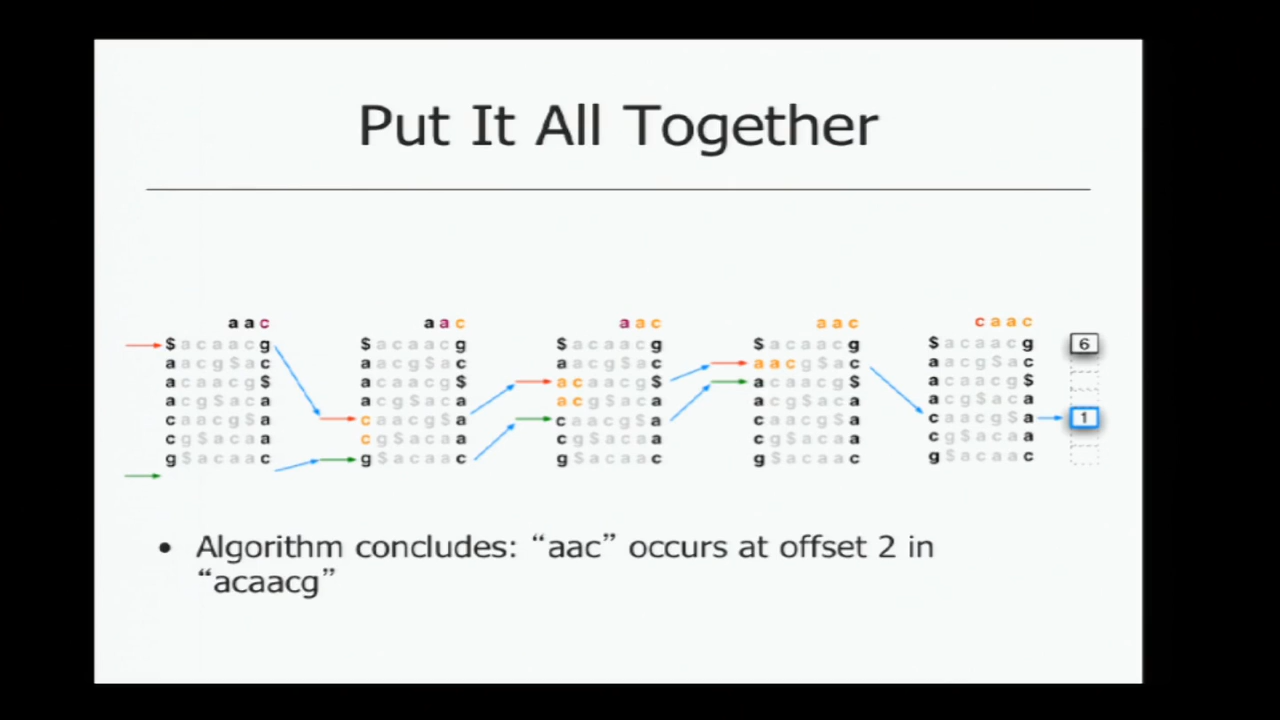 Put It All Together
a a c
$ a c a a c g
a a c g $ a c
a c a a c g $
a c g $ a c a
c a a c g $ a
c g $ a c a a
g $ a c a a c
a a c
$ a c a a c g
a a c g $ a c
a c a a c g $
a c g $ a c a
c a a c g $ a
c g $ a c a a
g $ a c a a c
a a c
$ a c a a c g
a a c g $ a c
a c a a c g $
a c g $ a c a
c a a c g $ a
c g $ a c a a
g $ a c a a c
a a c
$ a c a a c g
a a c g $ a c
a c a a c g $
a c g $ a c a
c a a c g $ a
c g $ a c a a
g $ a c a a c
c a a c
$ a c a a c g
a a c g $ a c
a c a a c g $
a c g $ a c a
c a a c g $ a
c g $ a c a a
g $ a c a a c
6
1
• Algorithm concludes: “aac” occurs at offset 2 in
“acaacg”